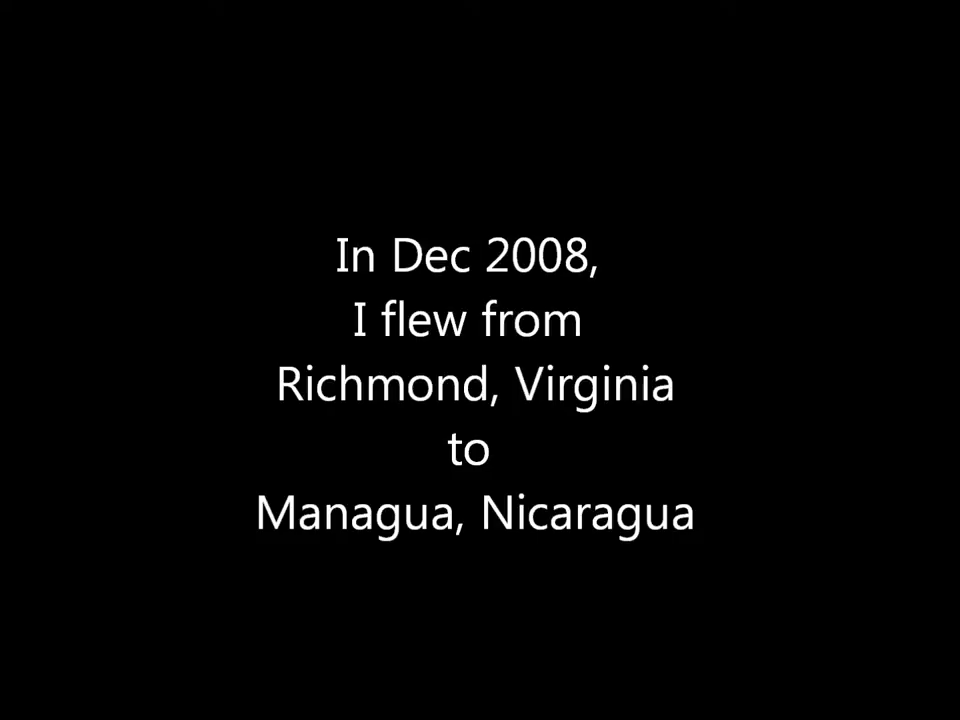 In Dec 2008,
I flew from
Richmond, Virginia
to
Managua, Nicaragua